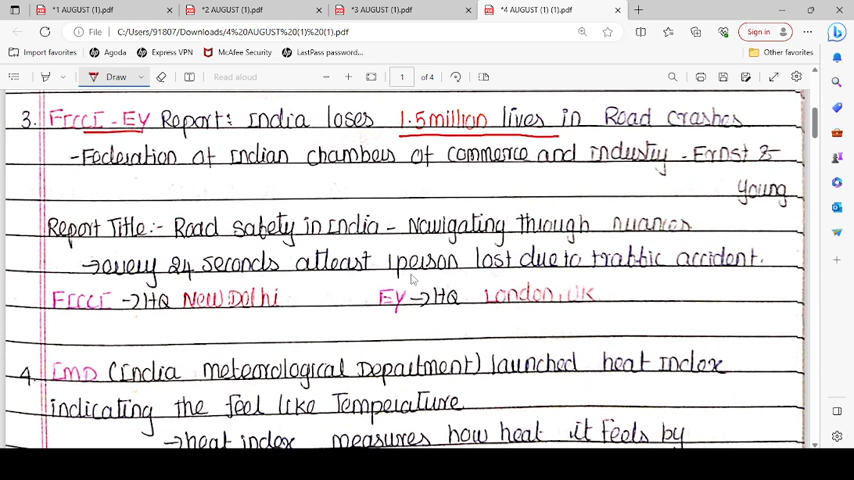 *1 AUGUST (1).pdf
*2 AUGUST (1).pdf
*3 AUGUST (1).pdf
*4 AUGUST (1) (1).pdf
File
C:/Users/91807/Downloads/4%20AUGUST%20(1)%20(1).pdf
Sign in
Import favorites
Agoda
Express VPN
McAfee Security
LastPass password...
Other favorites
Draw
Read aloud
1 of 4
3. FICCI - EY Report: India loses 1.5million lives in Road crashes
- Federation of Indian chambers of commerce and industry - Ernst &
Young
Report Title:- Road safety in India - Navigating through nuances
→every 24 seconds atleast 1person lost due to traffic accident.
FICCI → HQ New Delhi EY → HQ London, UK
4. IMD (India meteorological Department) launched heat index
indicating the feel like Temperature
→heat index measures how heat it feels by